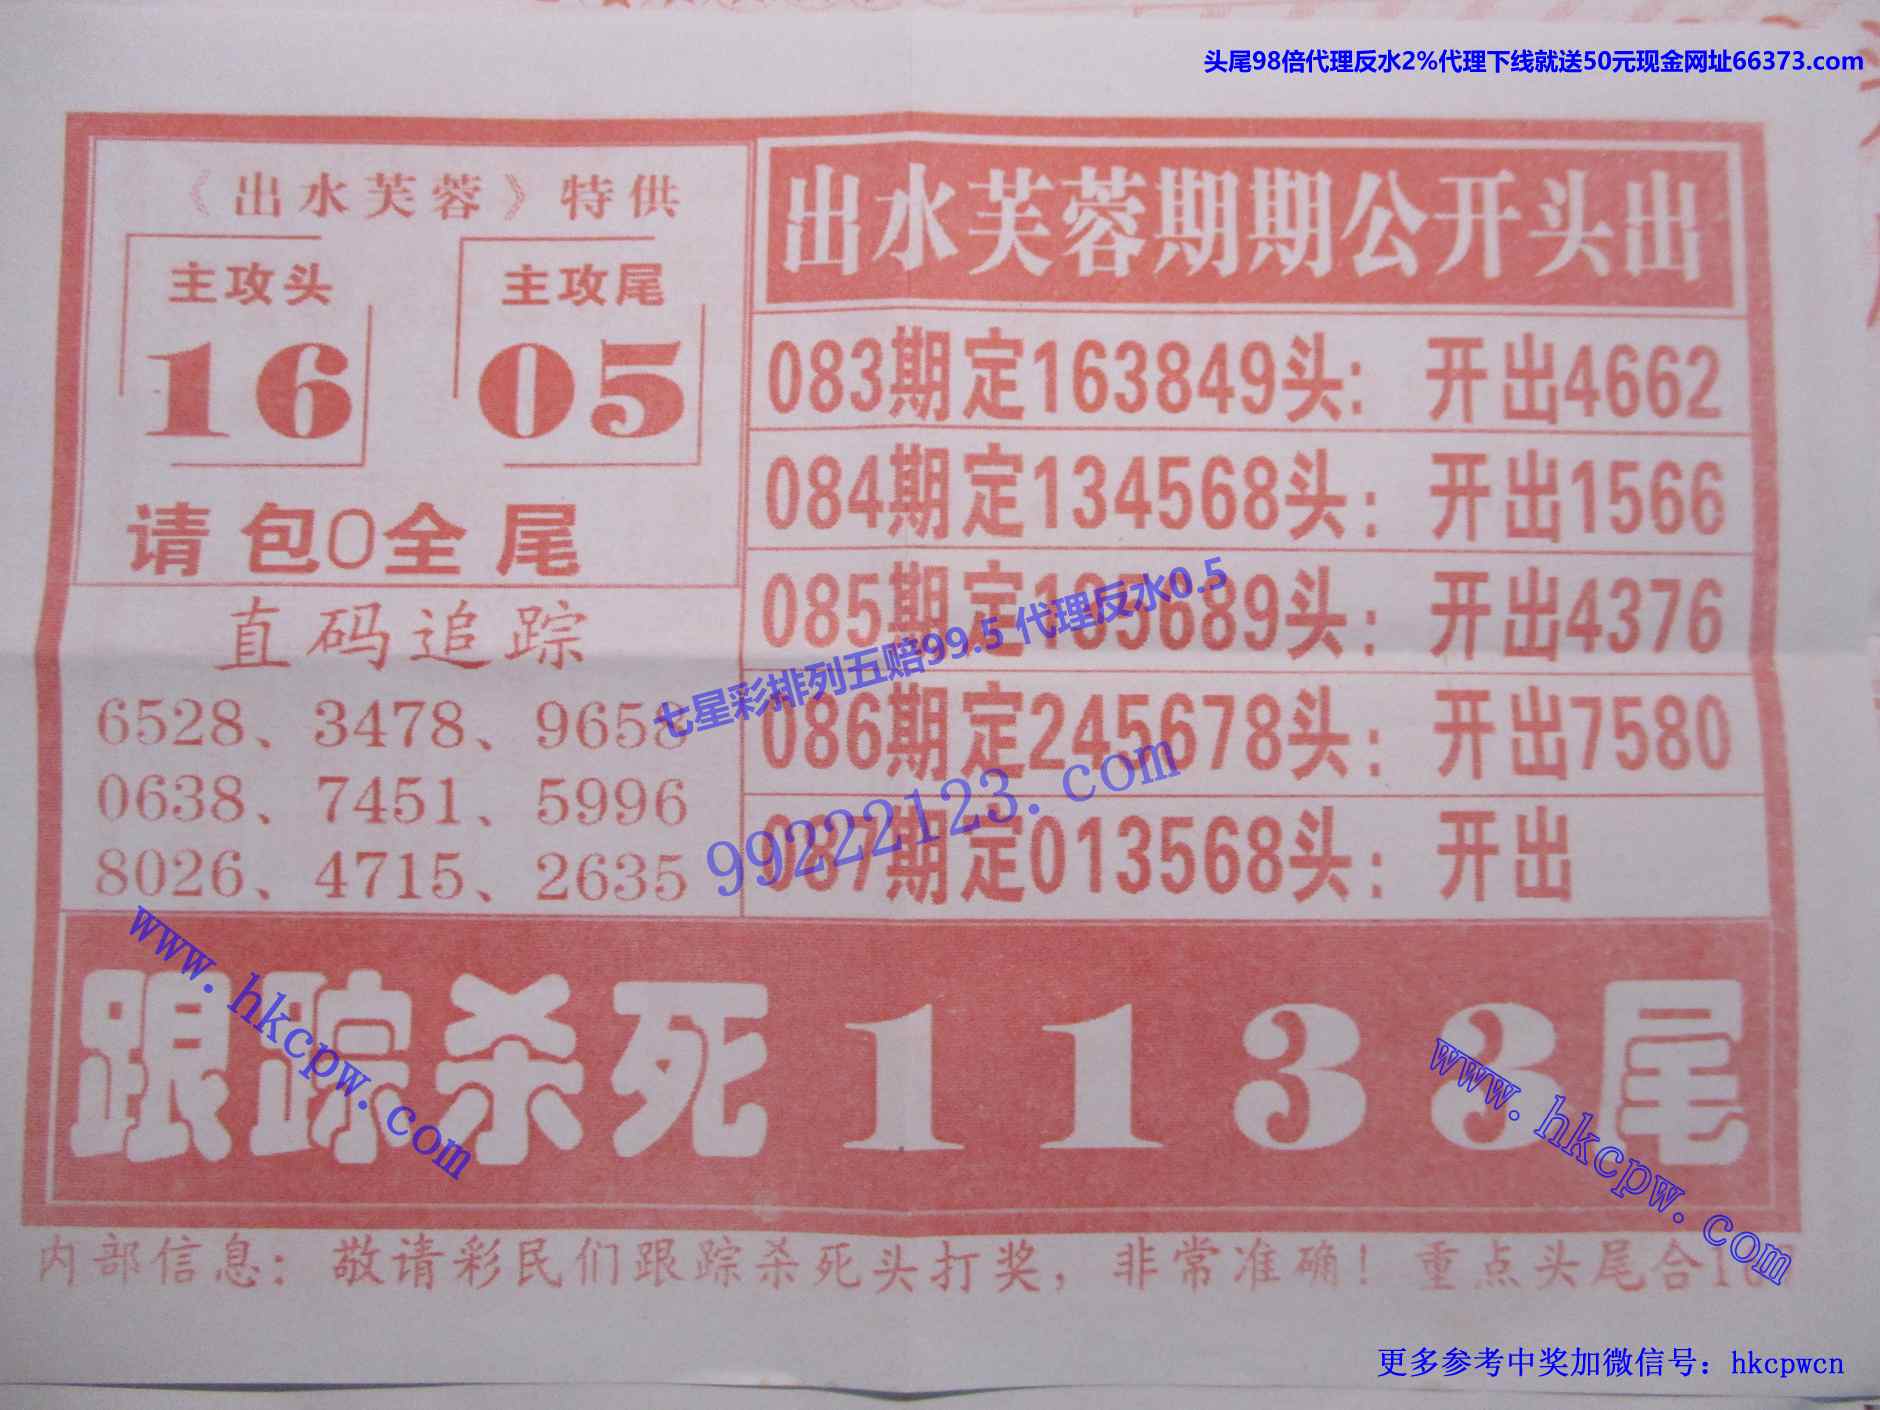 头尾98倍代理反水2%代理下线就送50元现金网址66373.com
《出水芙蓉》特供
主攻头
16
主攻尾
05
请包0全尾
直码追踪
6528、3478、9658
0638、7451、5996
8026、4715、2635
出水芙蓉期期公开头出
083期定163849头：开出4662
084期定134568头：开出1566
085期定135689头：开出4376
086期定245678头：开出7580
087期定013568头：开出
七星彩排列五赔99.5 代理反水0.5
99222123.com
跟踪杀死1133尾
www.hkcpw.com
www.hkcpw.com
内部信息：敬请彩民们跟踪杀死头打奖，非常准确！重点头尾合167
更多参考中奖加微信号：hkcpwcn